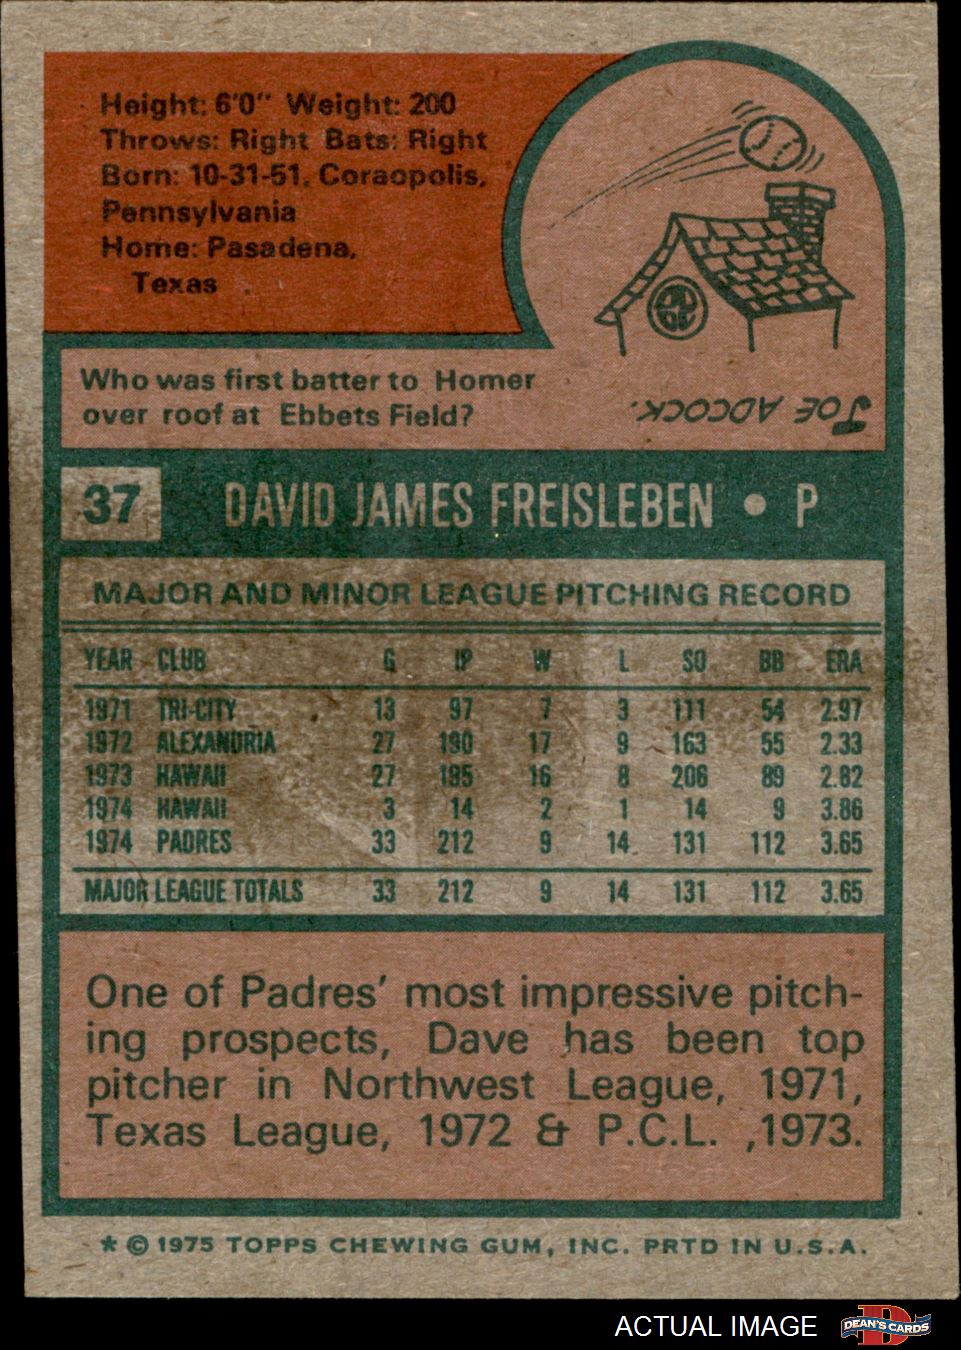 Height: 6'0" Weight: 200
Throws: Right Bats: Right
Born: 10-31-51, Coraopolis,
Pennsylvania
Home: Pasadena,
Texas
Who was first batter to Homer
over roof at Ebbets Field?
JOE ADCOCK.
37 DAVID JAMES FREISLEBEN • P
MAJOR AND MINOR LEAGUE PITCHING RECORD
YEAR CLUB G IP W L SO BB ERA
1971 TRI-CITY 13 97 7 3 111 54 2.97
1972 ALEXANDRIA 27 190 17 9 163 55 2.33
1973 HAWAII 27 195 16 8 206 89 2.82
1974 HAWAII 3 14 2 1 14 9 3.86
1974 PADRES 33 212 9 14 131 112 3.65
MAJOR LEAGUE TOTALS 33 212 9 14 131 112 3.65
One of Padres' most impressive pitch-
ing prospects, Dave has been top
pitcher in Northwest League, 1971,
Texas League, 1972 & P.C.L. ,1973.
* © 1975 TOPPS CHEWING GUM, INC. PRTD IN U.S.A.
ACTUAL IMAGE DEAN'S CARDS